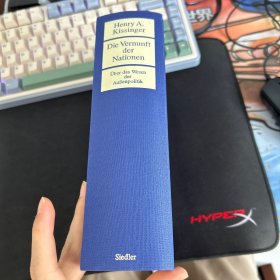 Henry A.
Kissinger
Die Vernunft
der
Nationen
Über das Wesen
der
Außenpolitik
Siedler
HYPERX